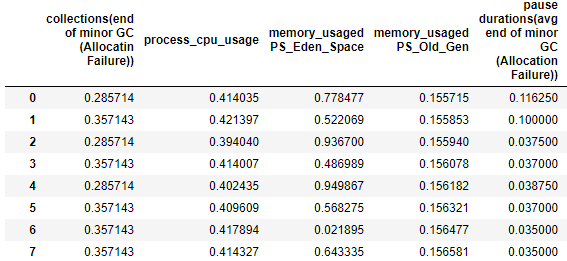 collections(end of minor GC (Allocatin Failure)) process_cpu_usage memory_usaged PS_Eden_Space memory_usaged PS_Old_Gen pause durations(avg end of minor GC (Allocation Failure))
0 0.285714 0.414035 0.778477 0.155715 0.116250
1 0.357143 0.421397 0.522069 0.155853 0.100000
2 0.285714 0.394040 0.936700 0.155940 0.037500
3 0.357143 0.414007 0.486989 0.156078 0.037000
4 0.285714 0.402435 0.949867 0.156182 0.038750
5 0.357143 0.409609 0.568275 0.156321 0.037000
6 0.357143 0.417894 0.021895 0.156477 0.035000
7 0.357143 0.414327 0.643335 0.156581 0.035000